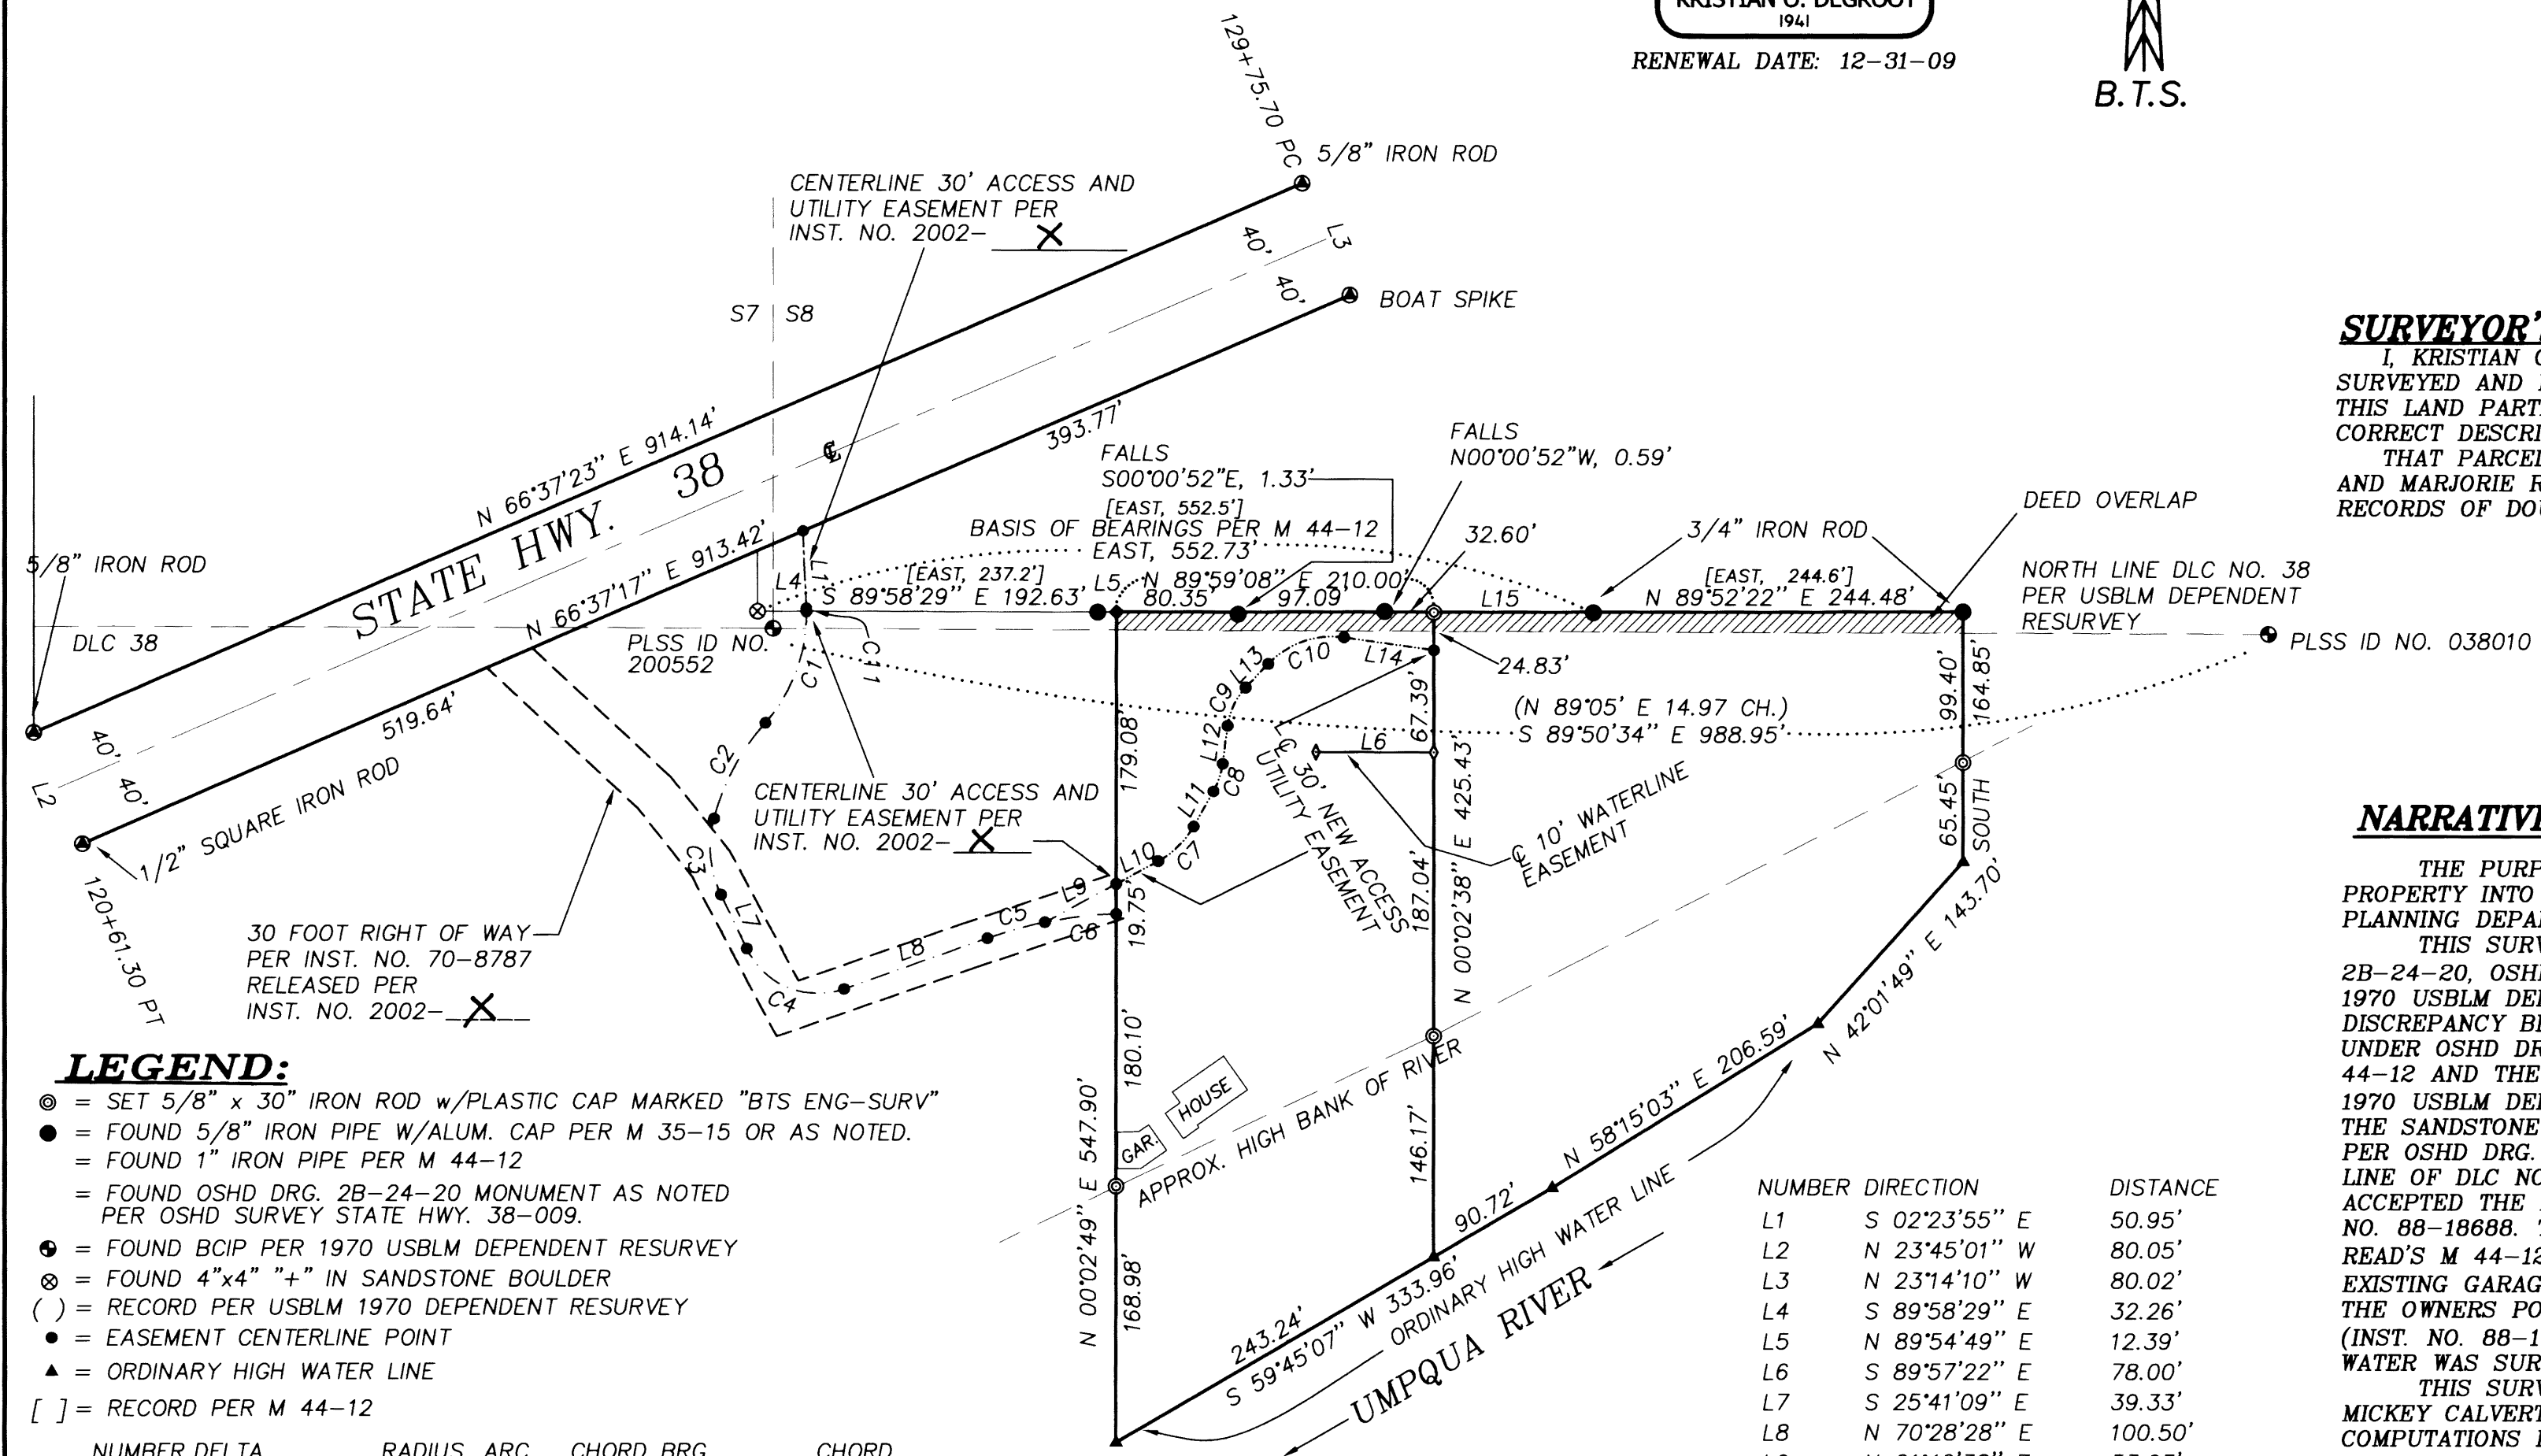 KRISTIAN G. DEGROOT
1941
RENEWAL DATE: 12-31-09
B.T.S.
129+75.70 PC
5/8" IRON ROD
CENTERLINE 30' ACCESS AND
UTILITY EASEMENT PER
INST. NO. 2002- X
40'
L3
40'
BOAT SPIKE
S7 S8
N 66°37'23" E 914.14'
STATE HWY. 38
℄
393.77'
N 66°37'17" E 913.42'
5/8" IRON ROD
DLC 38
519.64'
40'
40'
L2
1/2" SQUARE IRON ROD
120+61.30 PT
FALLS
S00°00'52"E, 1.33'
[EAST, 552.5']
BASIS OF BEARINGS PER M 44-12
EAST, 552.73'
FALLS
N00°00'52"W, 0.59'
32.60'
3/4" IRON ROD
DEED OVERLAP
NORTH LINE DLC NO. 38
PER USBLM DEPENDENT
RESURVEY
PLSS ID NO. 038010
L4
L1
[EAST, 237.2']
S 89°58'29" E 192.63'
L5
N 89°59'08" E 210.00'
80.35'
97.09'
L15
[EAST, 244.6']
N 89°52'22" E 244.48'
PLSS ID NO.
200552
C1
C11
C2
C3
L7
C4
L8
C5
L9
C6
L10
C7
L11
C8
L12
C9
L13
C10
L14
24.83'
67.39'
(N 89°05' E 14.97 CH.)
S 89°50'34" E 988.95'
99.40'
164.85'
65.45'
SOUTH
L6
179.08'
CENTERLINE 30' ACCESS AND
UTILITY EASEMENT PER
INST. NO. 2002- X
℄ 30' NEW ACCESS
UTILITY EASEMENT
℄ 10' WATERLINE
EASEMENT
N 00°02'38" E 425.43'
187.04'
146.17'
19.75
180.10'
N 00°02'49" E 547.90'
168.98'
30 FOOT RIGHT OF WAY
PER INST. NO. 70-8787
RELEASED PER
INST. NO. 2002- X
HOUSE
GAR.
APPROX. HIGH BANK OF RIVER
N 42°01'49" E 143.70'
N 58°15'03" E 206.59'
90.72'
243.24'
S 59°45'07" W 333.96'
ORDINARY HIGH WATER LINE
UMPQUA RIVER
LEGEND:
◎ = SET 5/8" x 30" IRON ROD w/PLASTIC CAP MARKED "BTS ENG-SURV"
● = FOUND 5/8" IRON PIPE W/ALUM. CAP PER M 35-15 OR AS NOTED.
= FOUND 1" IRON PIPE PER M 44-12
= FOUND OSHD DRG. 2B-24-20 MONUMENT AS NOTED
PER OSHD SURVEY STATE HWY. 38-009.
= FOUND BCIP PER 1970 USBLM DEPENDENT RESURVEY
⊗ = FOUND 4"x4" "+" IN SANDSTONE BOULDER
( ) = RECORD PER USBLM 1970 DEPENDENT RESURVEY
● = EASEMENT CENTERLINE POINT
▲ = ORDINARY HIGH WATER LINE
[ ] = RECORD PER M 44-12
NUMBER DELTA RADIUS ARC CHORD BRG CHORD
NUMBER DIRECTION DISTANCE
L1 S 02°23'55" E 50.95'
L2 N 23°45'01" W 80.05'
L3 N 23°14'10" W 80.02'
L4 S 89°58'29" E 32.26'
L5 N 89°54'49" E 12.39'
L6 S 89°57'22" E 78.00'
L7 S 25°41'09" E 39.33'
L8 N 70°28'28" E 100.50'
SURVEYOR'
I, KRISTIAN
SURVEYED AND
THIS LAND PART
CORRECT DESCRI
THAT PARCEL
AND MARJORIE R
RECORDS OF DOU
NARRATIVE
THE PURP
PROPERTY INTO
PLANNING DEPA
THIS SURV
2B-24-20, OSH
1970 USBLM DE
DISCREPANCY B
UNDER OSHD DR
44-12 AND THE
1970 USBLM DE
THE SANDSTONE
PER OSHD DRG.
LINE OF DLC NO
ACCEPTED THE
NO. 88-18688.
READ'S M 44-12
EXISTING GARAG
THE OWNERS PO
(INST. NO. 88-1
WATER WAS SUR
THIS SURV
MICKEY CALVERT
COMPUTATIONS